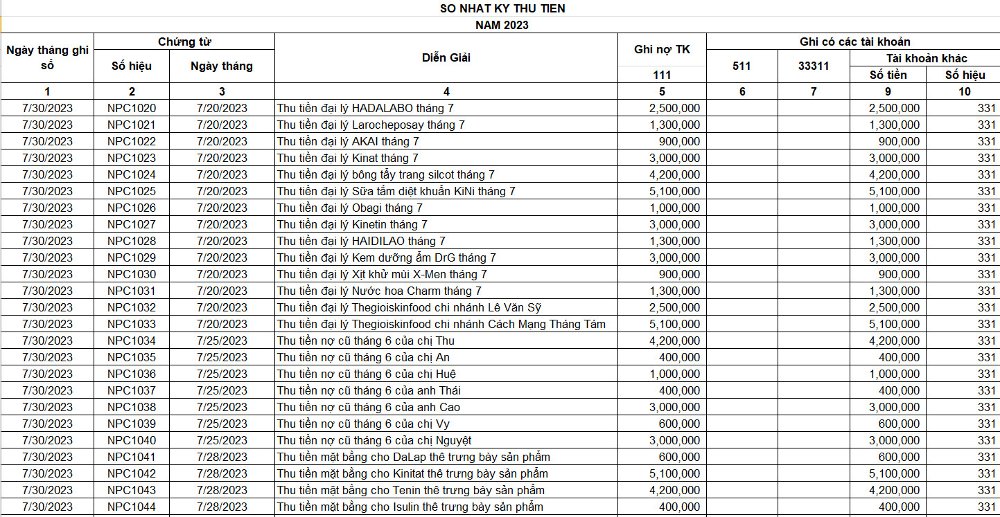 SO NHAT KY THU TIEN
NAM 2023
Ngày tháng ghi sổ Chứng từ Diễn Giải Ghi nợ TK Ghi có các tài khoản
Số hiệu Ngày tháng 111 511 33311 Tài khoản khác
Số tiền Số hiệu
1 2 3 4 5 6 7 9 10
7/30/2023 NPC1020 7/20/2023 Thu tiền đại lý HADALABO tháng 7 2,500,000 2,500,000 331
7/30/2023 NPC1021 7/20/2023 Thu tiền đại lý Larocheposay tháng 7 1,300,000 1,300,000 331
7/30/2023 NPC1022 7/20/2023 Thu tiền đại lý AKAI tháng 7 900,000 900,000 331
7/30/2023 NPC1023 7/20/2023 Thu tiền đại lý Kinat tháng 7 3,000,000 3,000,000 331
7/30/2023 NPC1024 7/20/2023 Thu tiền đại lý bông tẩy trang silcot tháng 7 4,200,000 4,200,000 331
7/30/2023 NPC1025 7/20/2023 Thu tiền đại lý Sữa tắm diệt khuẩn KiNi tháng 7 5,100,000 5,100,000 331
7/30/2023 NPC1026 7/20/2023 Thu tiền đại lý Obagi tháng 7 1,000,000 1,000,000 331
7/30/2023 NPC1027 7/20/2023 Thu tiền đại lý Kinetin tháng 7 3,000,000 3,000,000 331
7/30/2023 NPC1028 7/20/2023 Thu tiền đại lý HAIDILAO tháng 7 1,300,000 1,300,000 331
7/30/2023 NPC1029 7/20/2023 Thu tiền đại lý Kem dưỡng ẩm DrG tháng 7 3,000,000 3,000,000 331
7/30/2023 NPC1030 7/20/2023 Thu tiền đại lý Xịt khử mùi X-Men tháng 7 900,000 900,000 331
7/30/2023 NPC1031 7/20/2023 Thu tiền đại lý Nước hoa Charm tháng 7 1,300,000 1,300,000 331
7/30/2023 NPC1032 7/20/2023 Thu tiền đại lý Thegioiskinfood chi nhánh Lê Văn Sỹ 2,500,000 2,500,000 331
7/30/2023 NPC1033 7/20/2023 Thu tiền đại lý Thegioiskinfood chi nhánh Cách Mạng Tháng Tám 5,100,000 5,100,000 331
7/30/2023 NPC1034 7/25/2023 Thu tiền nợ cũ tháng 6 của chị Thu 4,200,000 4,200,000 331
7/30/2023 NPC1035 7/25/2023 Thu tiền nợ cũ tháng 6 của chị An 400,000 400,000 331
7/30/2023 NPC1036 7/25/2023 Thu tiền nợ cũ tháng 6 của chị Huệ 1,000,000 1,000,000 331
7/30/2023 NPC1037 7/25/2023 Thu tiền nợ cũ tháng 6 của anh Thái 400,000 400,000 331
7/30/2023 NPC1038 7/25/2023 Thu tiền nợ cũ tháng 6 của anh Cao 3,000,000 3,000,000 331
7/30/2023 NPC1039 7/25/2023 Thu tiền nợ cũ tháng 6 của chị Vy 600,000 600,000 331
7/30/2023 NPC1040 7/25/2023 Thu tiền nợ cũ tháng 6 của chị Nguyệt 3,000,000 3,000,000 331
7/30/2023 NPC1041 7/28/2023 Thu tiền mặt bằng cho DaLap thê trưng bày sản phẩm 600,000 600,000 331
7/30/2023 NPC1042 7/28/2023 Thu tiền mặt bằng cho Kinitat thê trưng bày sản phẩm 5,100,000 5,100,000 331
7/30/2023 NPC1043 7/28/2023 Thu tiền mặt bằng cho Tenin thê trưng bày sản phẩm 4,200,000 4,200,000 331
7/30/2023 NPC1044 7/28/2023 Thu tiền mặt bằng cho Isulin thê trưng bày sản phẩm 400,000 400,000 331